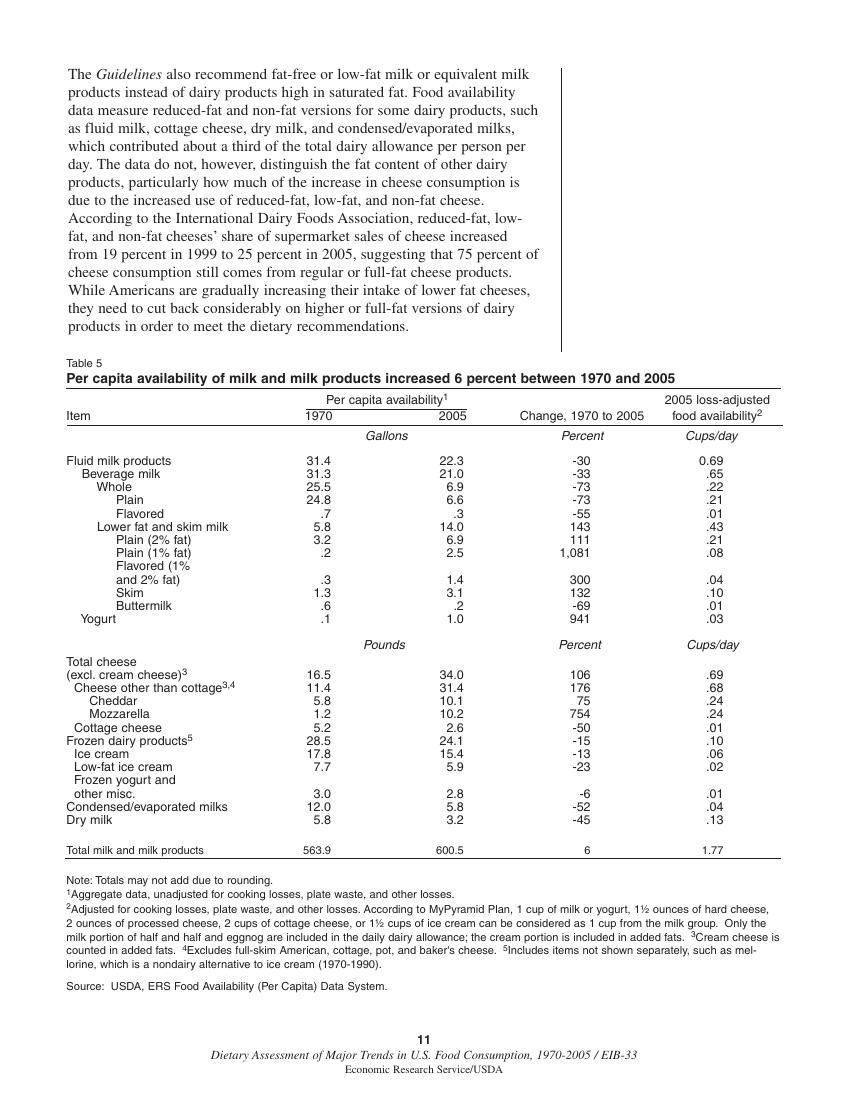 The Guidelines also recommend fat-free or low-fat milk or equivalent milk
products instead of dairy products high in saturated fat. Food availability
data measure reduced-fat and non-fat versions for some dairy products, such
as fluid milk, cottage cheese, dry milk, and condensed/evaporated milks,
which contributed about a third of the total dairy allowance per person per
day. The data do not, however, distinguish the fat content of other dairy
products, particularly how much of the increase in cheese consumption is
due to the increased use of reduced-fat, low-fat, and non-fat cheese.
According to the International Dairy Foods Association, reduced-fat, low-
fat, and non-fat cheeses' share of supermarket sales of cheese increased
from 19 percent in 1999 to 25 percent in 2005, suggesting that 75 percent of
cheese consumption still comes from regular or full-fat cheese products.
While Americans are gradually increasing their intake of lower fat cheeses,
they need to cut back considerably on higher or full-fat versions of dairy
products in order to meet the dietary recommendations.
Table 5
Per capita availability of milk and milk products increased 6 percent between 1970 and 2005
Per capita availability1 2005 loss-adjusted
Item 1970 2005 Change, 1970 to 2005 food availability2
Gallons Percent Cups/day
Fluid milk products 31.4 22.3 -30 0.69
Beverage milk 31.3 21.0 -33 .65
Whole 25.5 6.9 -73 .22
Plain 24.8 6.6 -73 .21
Flavored .7 .3 -55 .01
Lower fat and skim milk 5.8 14.0 143 .43
Plain (2% fat) 3.2 6.9 111 .21
Plain (1% fat) .2 2.5 1,081 .08
Flavored (1%
and 2% fat) .3 1.4 300 .04
Skim 1.3 3.1 132 .10
Buttermilk .6 .2 -69 .01
Yogurt .1 1.0 941 .03
Pounds Percent Cups/day
Total cheese
(excl. cream cheese)3 16.5 34.0 106 .69
Cheese other than cottage3,4 11.4 31.4 176 .68
Cheddar 5.8 10.1 75 .24
Mozzarella 1.2 10.2 754 .24
Cottage cheese 5.2 2.6 -50 .01
Frozen dairy products5 28.5 24.1 -15 .10
Ice cream 17.8 15.4 -13 .06
Low-fat ice cream 7.7 5.9 -23 .02
Frozen yogurt and
other misc. 3.0 2.8 -6 .01
Condensed/evaporated milks 12.0 5.8 -52 .04
Dry milk 5.8 3.2 -45 .13
Total milk and milk products 563.9 600.5 6 1.77
Note: Totals may not add due to rounding.
1Aggregate data, unadjusted for cooking losses, plate waste, and other losses.
2Adjusted for cooking losses, plate waste, and other losses. According to MyPyramid Plan, 1 cup of milk or yogurt, 1½ ounces of hard cheese,
2 ounces of processed cheese, 2 cups of cottage cheese, or 1½ cups of ice cream can be considered as 1 cup from the milk group. Only the
milk portion of half and half and eggnog are included in the daily dairy allowance; the cream portion is included in added fats. 3Cream cheese is
counted in added fats. 4Excludes full-skim American, cottage, pot, and baker's cheese. 5Includes items not shown separately, such as mel-
lorine, which is a nondairy alternative to ice cream (1970-1990).
Source: USDA, ERS Food Availability (Per Capita) Data System.
11
Dietary Assessment of Major Trends in U.S. Food Consumption, 1970-2005 / EIB-33
Economic Research Service/USDA